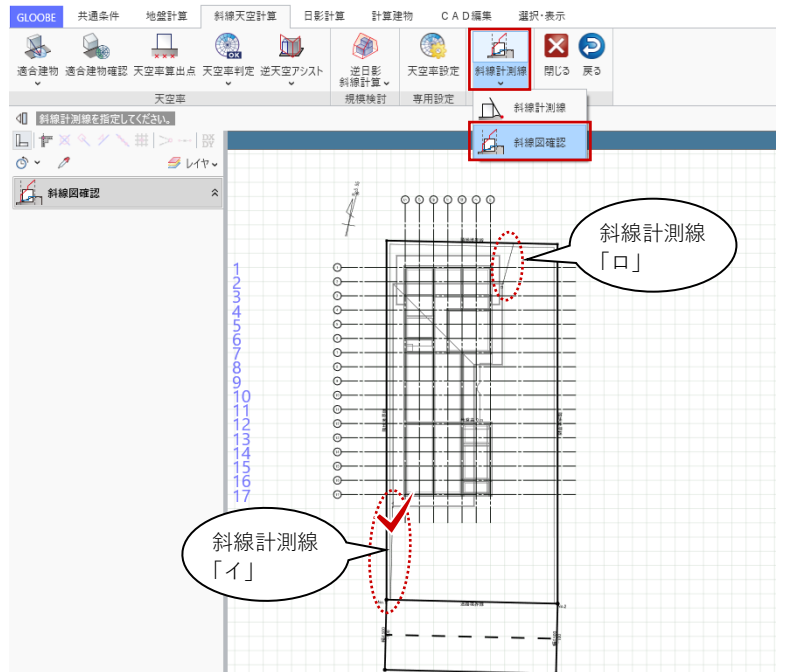 GLOOBE 共通条件 地盤計算 斜線天空計算 日影計算 計算建物 CAD編集 選択・表示
適合建物 適合建物確認 天空率算出点 天空率判定 逆天空アシスト 逆日影斜線計算 天空率設定 斜線計測線 閉じる 戻る
天空率 規模検討 専用設定
斜線計測線
斜線図確認
斜線計測線を指定してください。
レイヤ
斜線図確認
斜線計測線
「ロ」
1
2
3
4
5
6
7
8
9
10
11
12
13
14
15
16
17
斜線計測線
「イ」